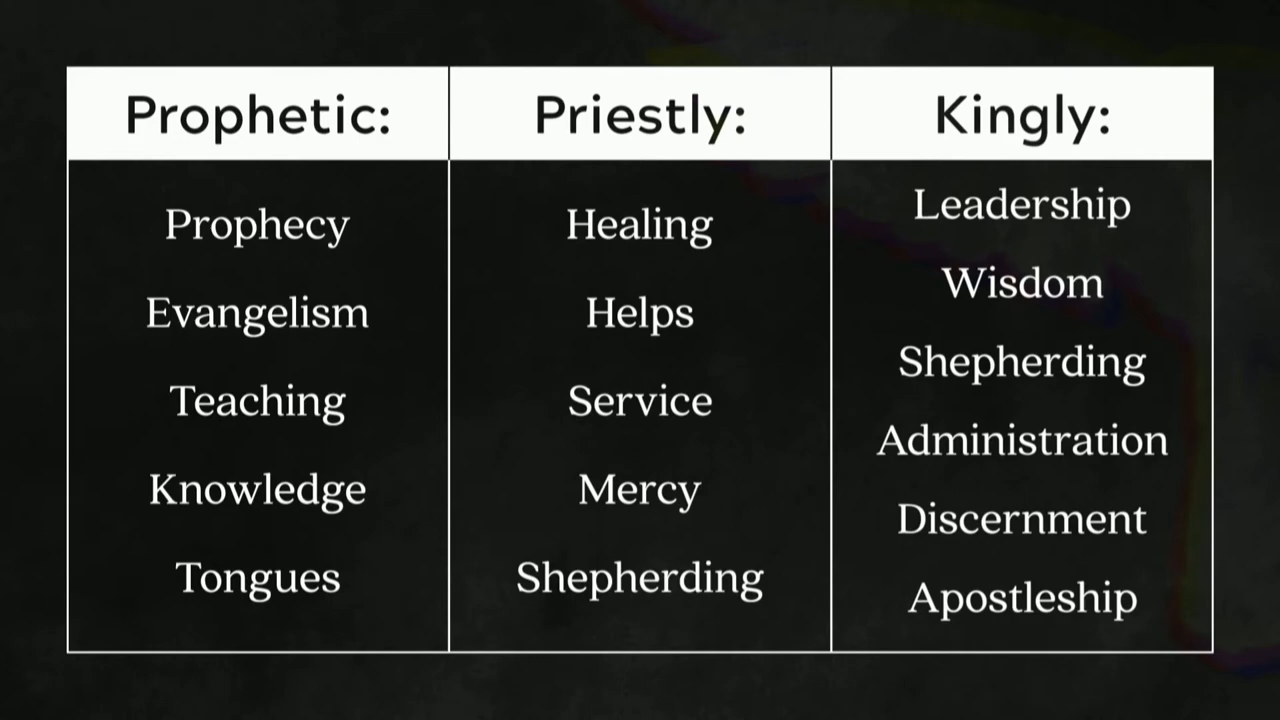 Prophetic:
Priestly:
Kingly:
Prophecy
Evangelism
Teaching
Knowledge
Tongues
Healing
Helps
Service
Mercy
Shepherding
Leadership
Wisdom
Shepherding
Administration
Discernment
Apostleship